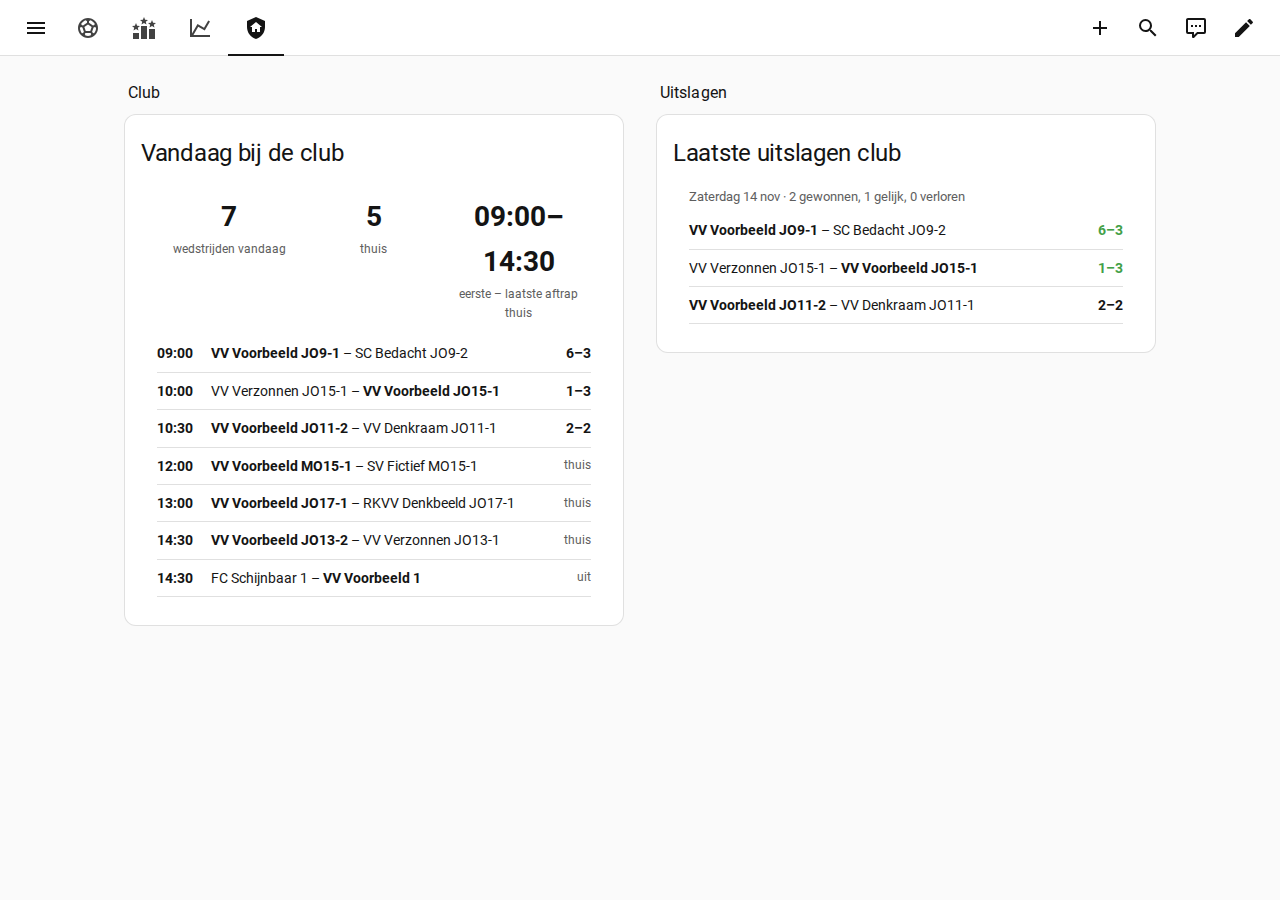 Club
Vandaag bij de club
7
wedstrijden vandaag
5
thuis
09:00–
14:30
eerste – laatste aftrap
thuis
09:00 VV Voorbeeld JO9-1 – SC Bedacht JO9-2 6–3
10:00 VV Verzonnen JO15-1 – VV Voorbeeld JO15-1 1–3
10:30 VV Voorbeeld JO11-2 – VV Denkraam JO11-1 2–2
12:00 VV Voorbeeld MO15-1 – SV Fictief MO15-1 thuis
13:00 VV Voorbeeld JO17-1 – RKVV Denkbeeld JO17-1 thuis
14:30 VV Voorbeeld JO13-2 – VV Verzonnen JO13-1 thuis
14:30 FC Schijnbaar 1 – VV Voorbeeld 1 uit
Uitslagen
Laatste uitslagen club
Zaterdag 14 nov · 2 gewonnen, 1 gelijk, 0 verloren
VV Voorbeeld JO9-1 – SC Bedacht JO9-2 6–3
VV Verzonnen JO15-1 – VV Voorbeeld JO15-1 1–3
VV Voorbeeld JO11-2 – VV Denkraam JO11-1 2–2